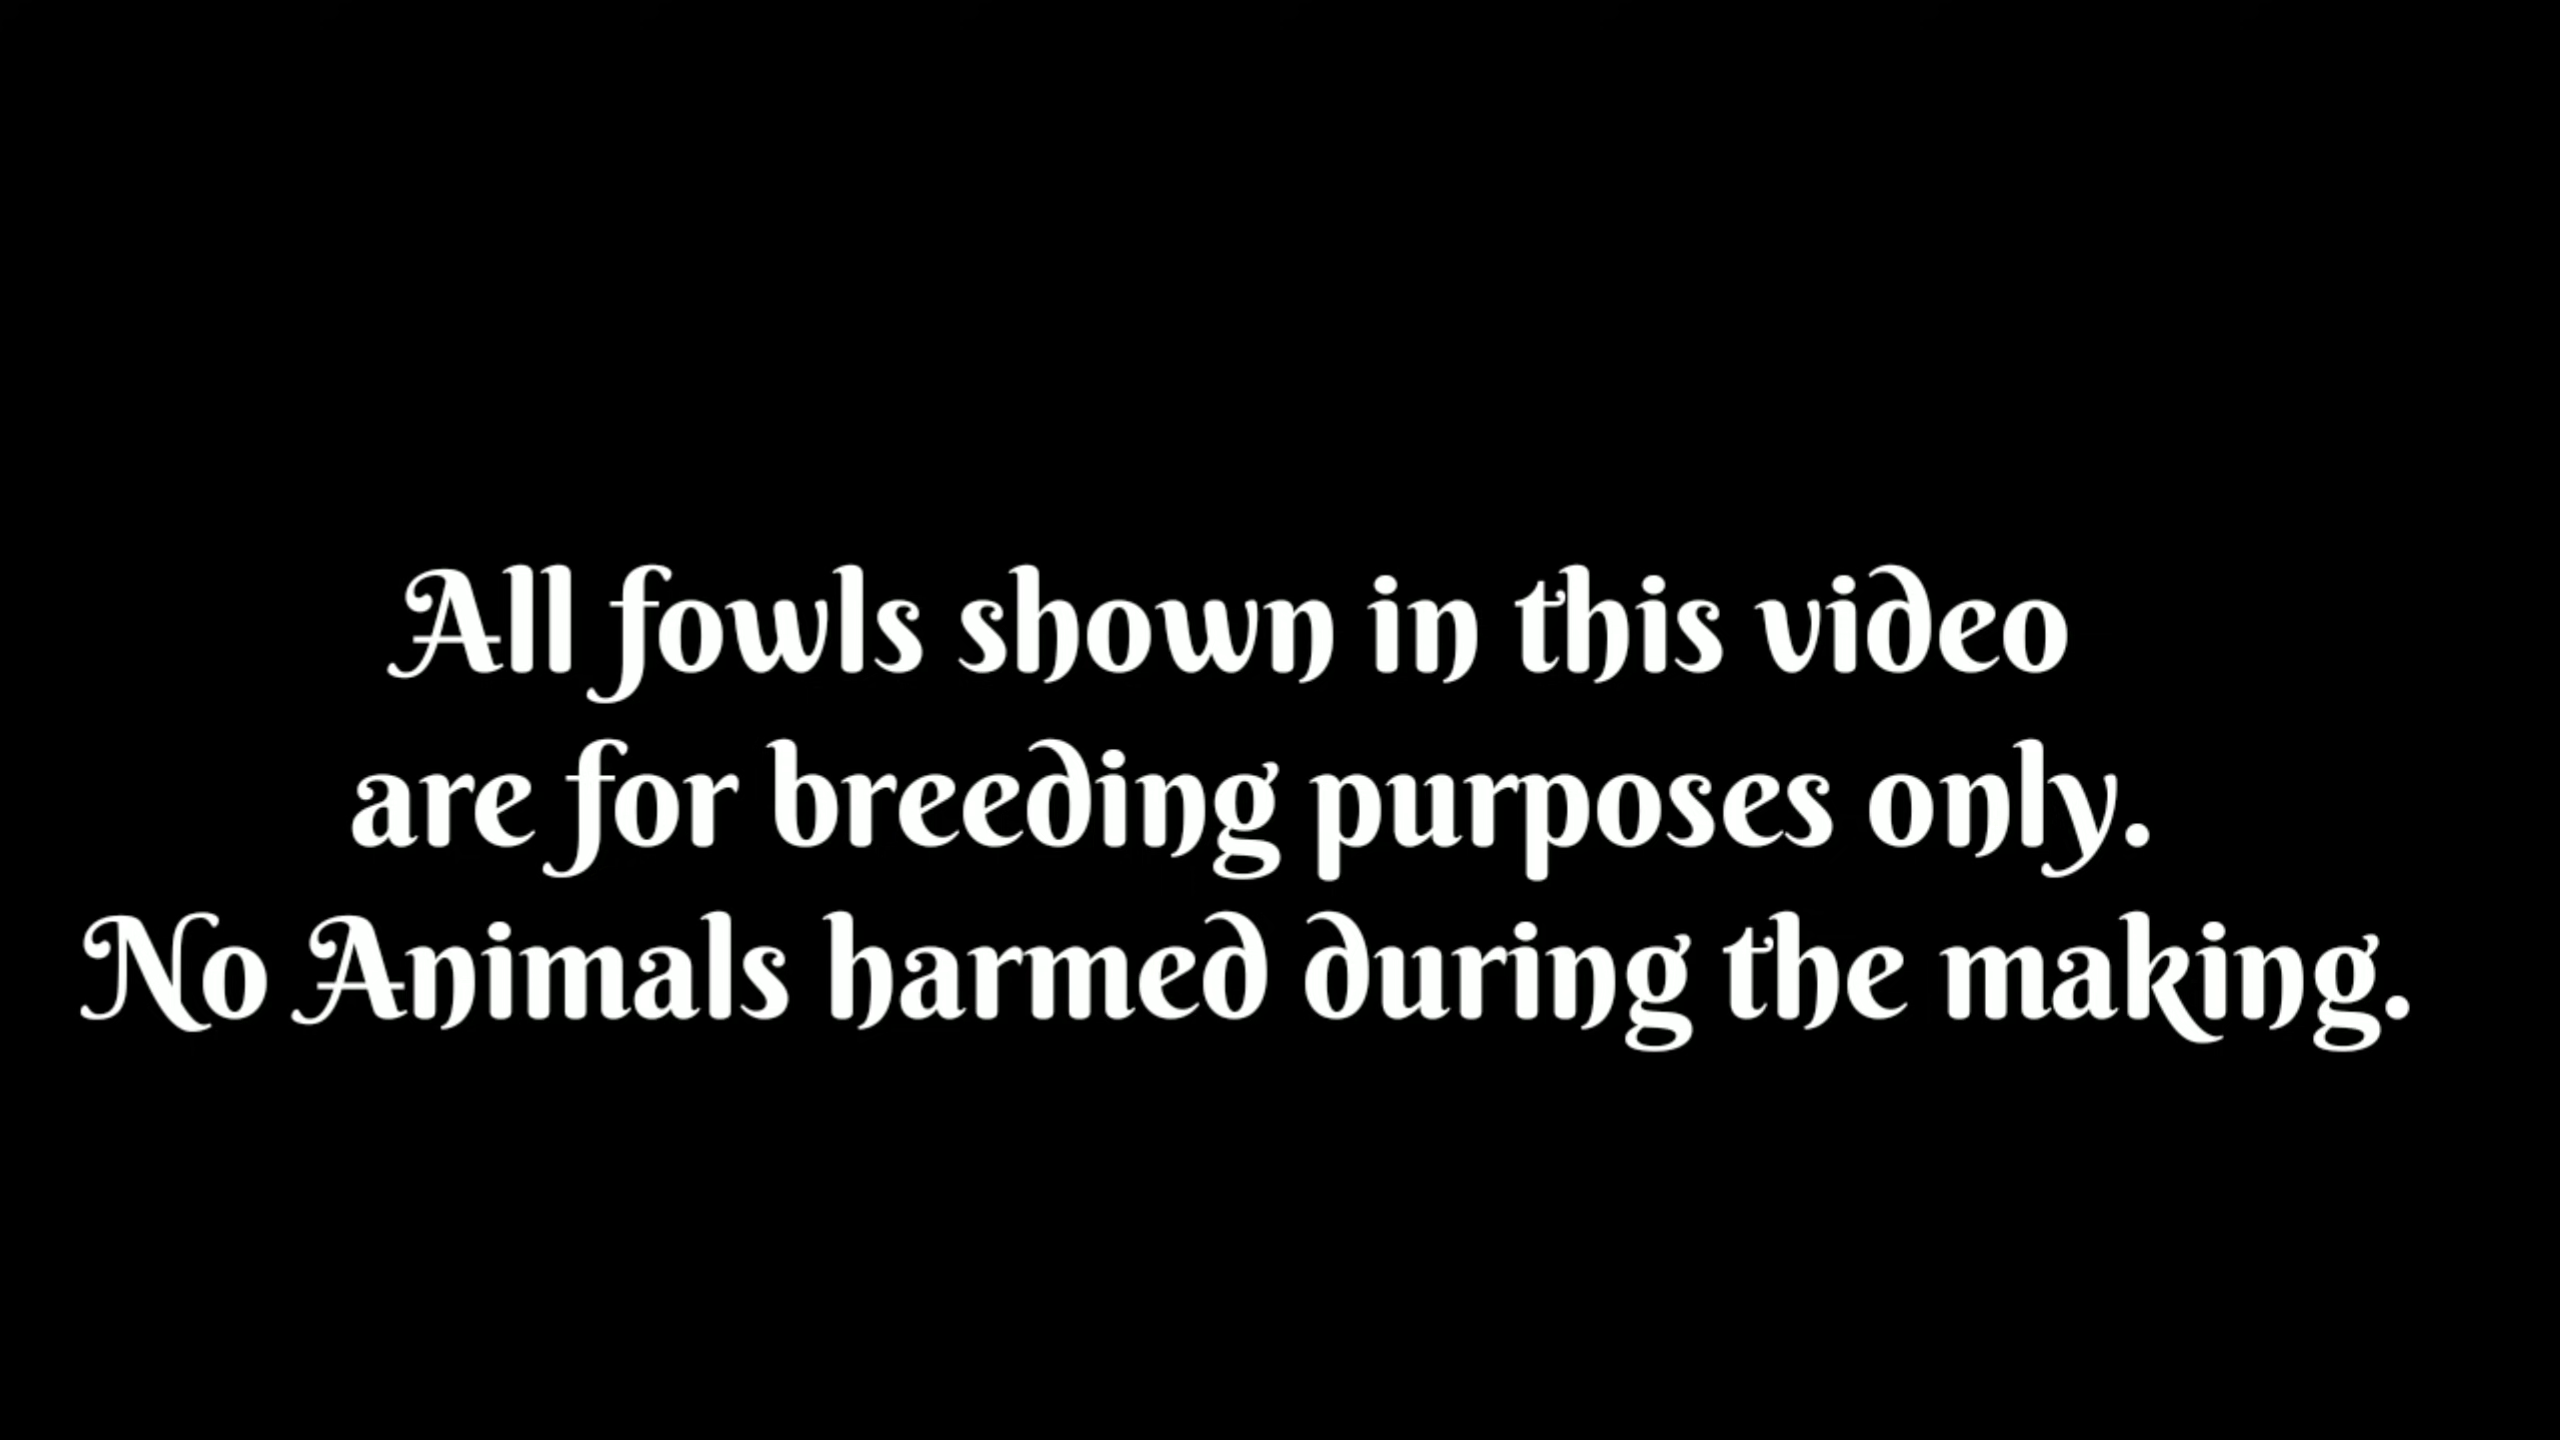 All fowls shown in this video
are for breeding purposes only.
No Animals harmed during the making.